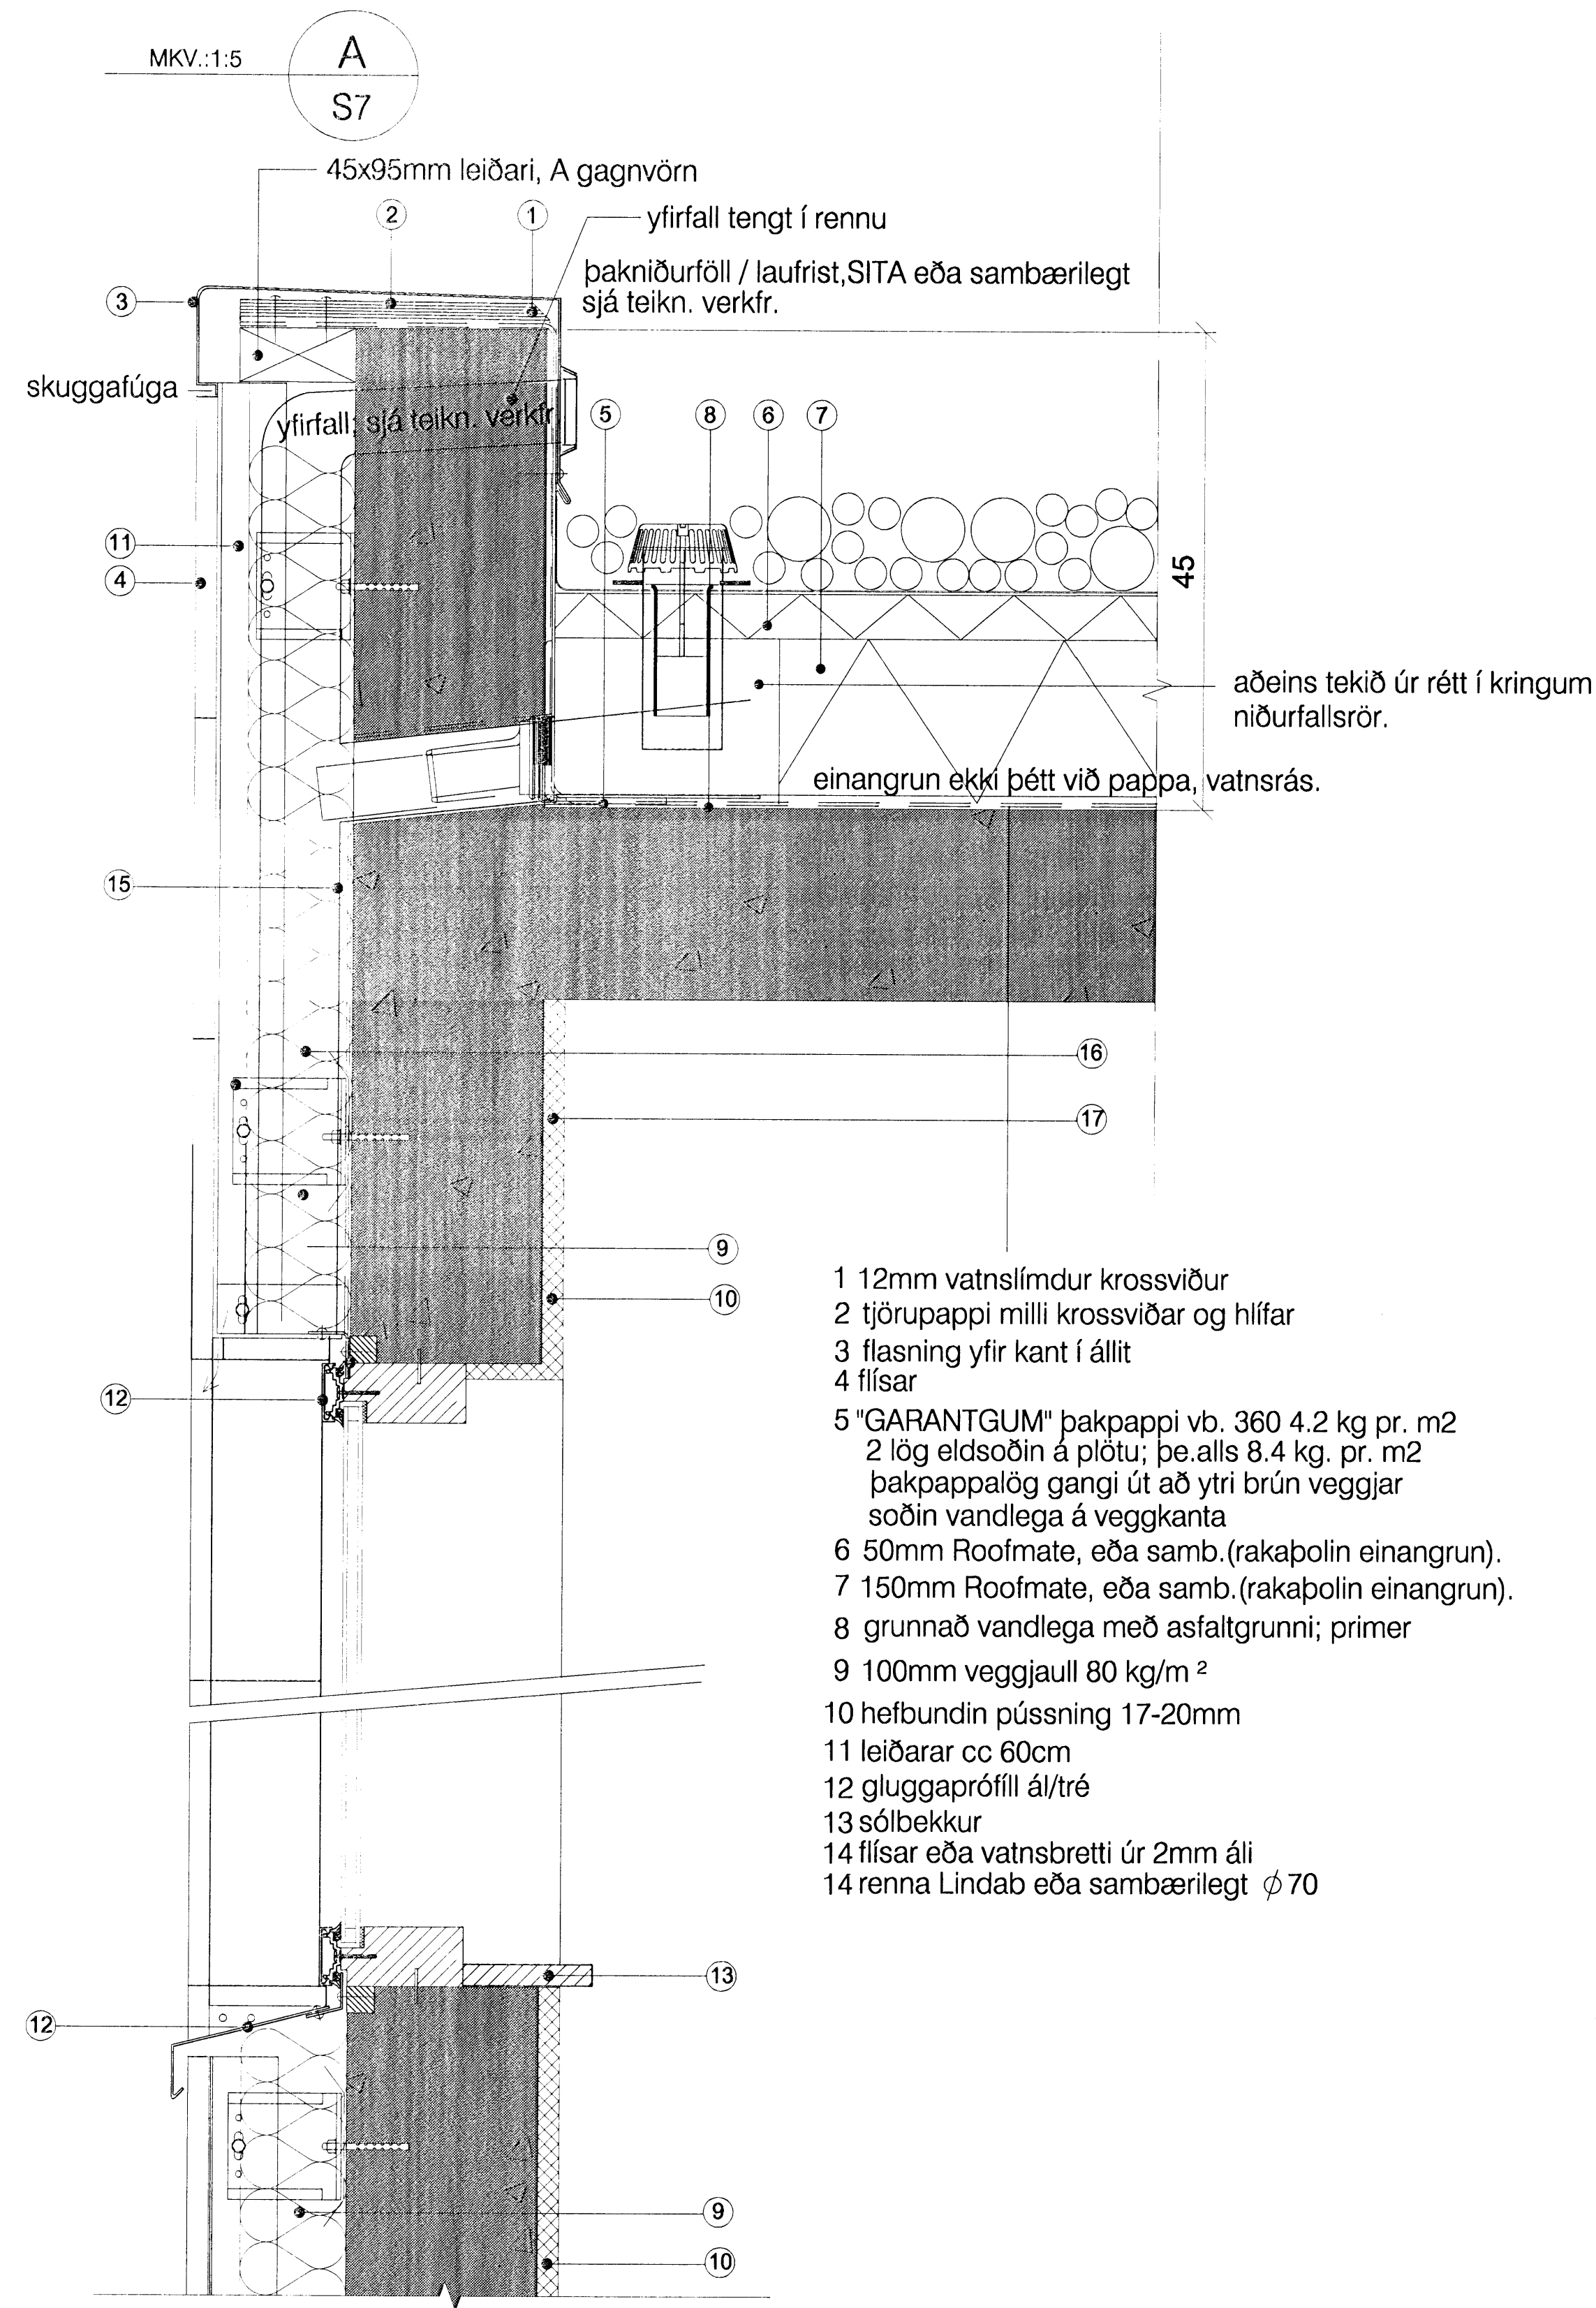 MKV.:1:5
A
S7
45x95mm leiðari, A gagnvörn
2
1
yfirfall tengt í rennu
þakniðurföll / laufrist,SITA eða sambærilegt
sjá teikn. verkfr.
3
skuggafúga
yfirfall; sjá teikn. verkfr
5
8
6
7
11
4
45
aðeins tekið úr rétt í kringum
niðurfallsrör.
einangrun ekki þétt við pappa, vatnsrás.
15
16
17
9
10
12
1 12mm vatnslímdur krossviður
2 tjörupappi milli krossviðar og hlífar
3 flasning yfir kant í állit
4 flísar
5 "GARANTGUM" þakpappi vb. 360 4.2 kg pr. m2
2 lög eldsoðin á plötu; þe.alls 8.4 kg. pr. m2
þakpappalög gangi út að ytri brún veggjar
soðin vandlega á veggkanta
6 50mm Roofmate, eða samb.(rakaþolin einangrun).
7 150mm Roofmate, eða samb.(rakaþolin einangrun).
8 grunnað vandlega með asfaltgrunni; primer
9 100mm veggjaull 80 kg/m ²
10 hefbundin pússning 17-20mm
11 leiðarar cc 60cm
12 gluggaprófíll ál/tré
13 sólbekkur
14 flísar eða vatnsbretti úr 2mm áli
14 renna Lindab eða sambærilegt ϕ 70
13
12
9
10